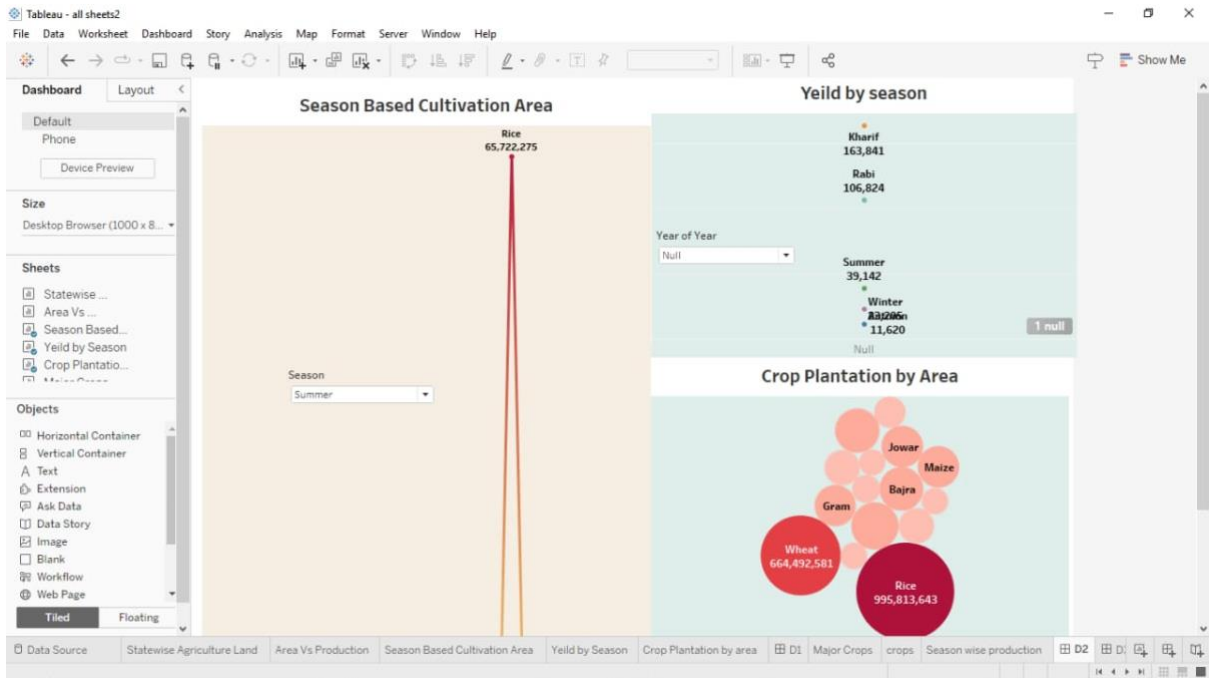 Tableau - all sheets2
File Data Worksheet Dashboard Story Analysis Map Format Server Window Help
Show Me
Dashboard Layout
Default
Phone
Device Preview
Size
Desktop Browser (1000 x 8...
Sheets
Statewise ...
Area Vs ...
Season Based...
Yeild by Season
Crop Plantatio...
Objects
Horizontal Container
Vertical Container
A Text
Extension
Ask Data
Data Story
Image
Blank
Workflow
Web Page
Tiled Floating
Season Based Cultivation Area
Rice
65,722,275
Season
Summer
Yeild by season
Kharif
163,841
Rabi
106,824
Year of Year
Null
Summer
39,142
Winter
11,620
1 null
Null
Crop Plantation by Area
Jowar
Maize
Bajra
Gram
Wheat
664,492,581
Rice
995,813,643
Data Source Statewise Agriculture Land Area Vs Production Season Based Cultivation Area Yeild by Season Crop Plantation by area D1 Major Crops crops Season wise production D2